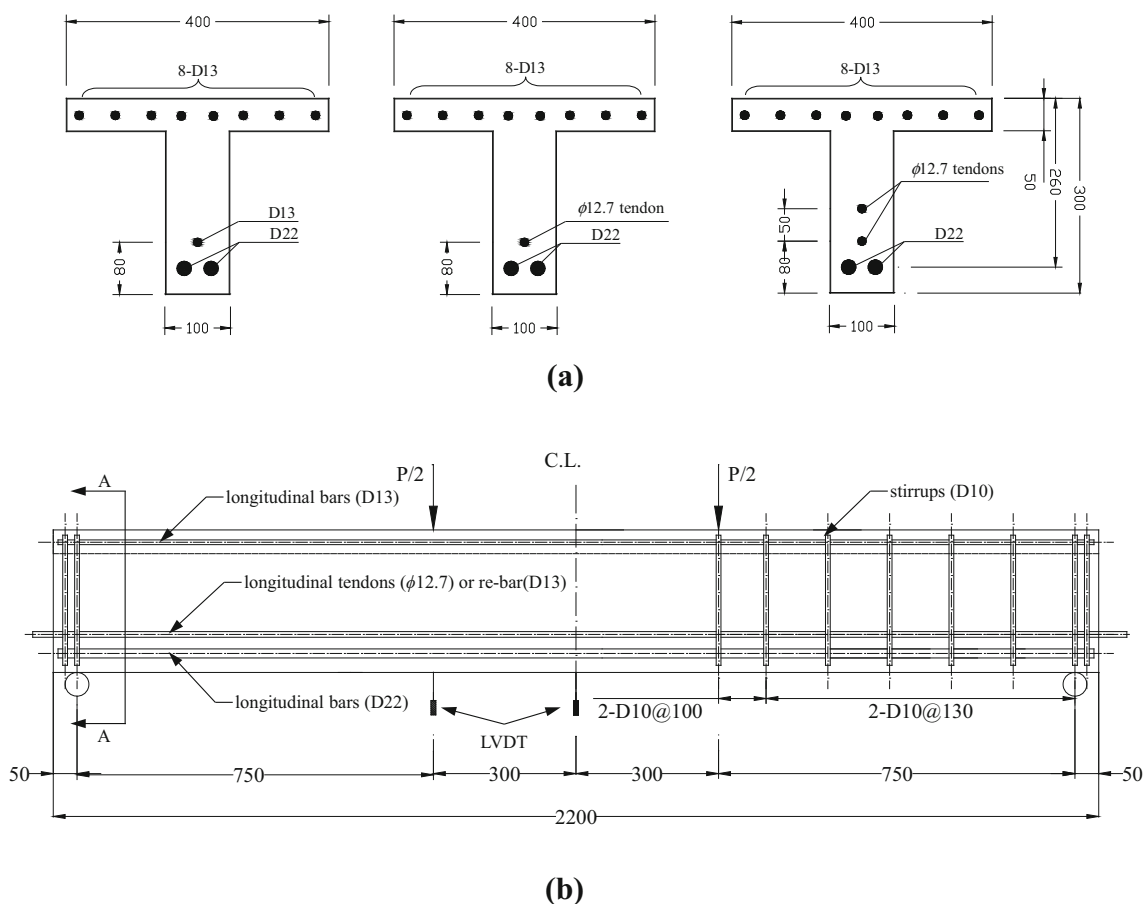 400
400
400
8-D13
8-D13
8-D13
D13
D22
80
100
ϕ12.7 tendon
D22
80
100
ϕ12.7 tendons
D22
50
80
100
50
260
300
(a)
C.L.
P/2
P/2
A
longitudinal bars (D13)
stirrups (D10)
longitudinal tendons (ϕ12.7) or re-bar(D13)
longitudinal bars (D22)
A
LVDT
2-D10@100
2-D10@130
50
750
300
300
750
50
2200
(b)